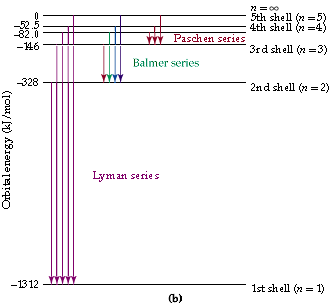 n = ∞
0 5th shell (n = 5)
−52.5 4th shell (n = 4)
−82.0 Paschen series
−146 3rd shell (n = 3)
Balmer series
−328 2nd shell (n = 2)
Orbital energy (kJ/mol)
Lyman series
−1312 1st shell (n = 1)
(b)